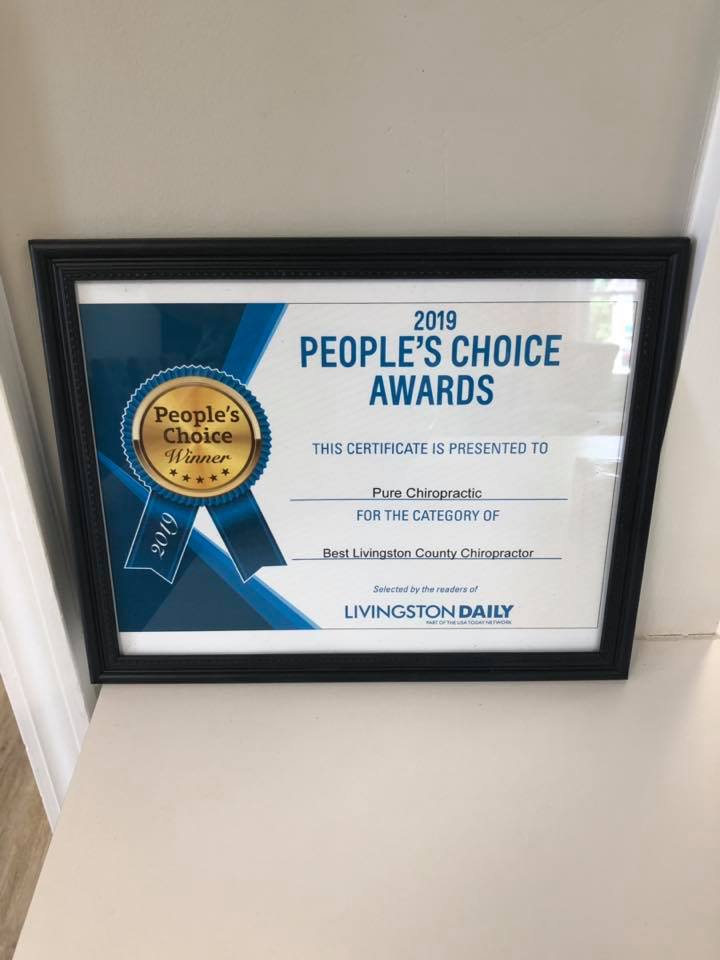 2019
PEOPLE'S CHOICE
AWARDS
People's
Choice
Winner
2019
THIS CERTIFICATE IS PRESENTED TO
Pure Chiropractic
FOR THE CATEGORY OF
Best Livingston County Chiropractor
Selected by the readers of
LIVINGSTON DAILY
PART OF THE USA TODAY NETWORK